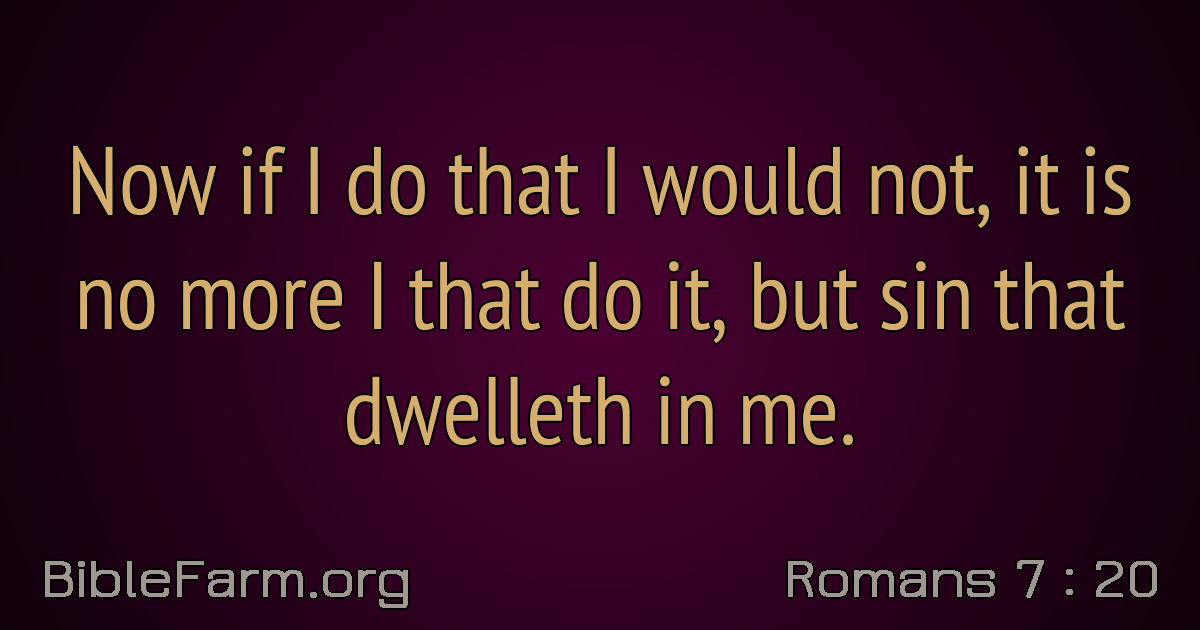 Now if I do that I would not, it is
no more I that do it, but sin that
dwelleth in me.
BibleFarm.org
Romans 7 : 20